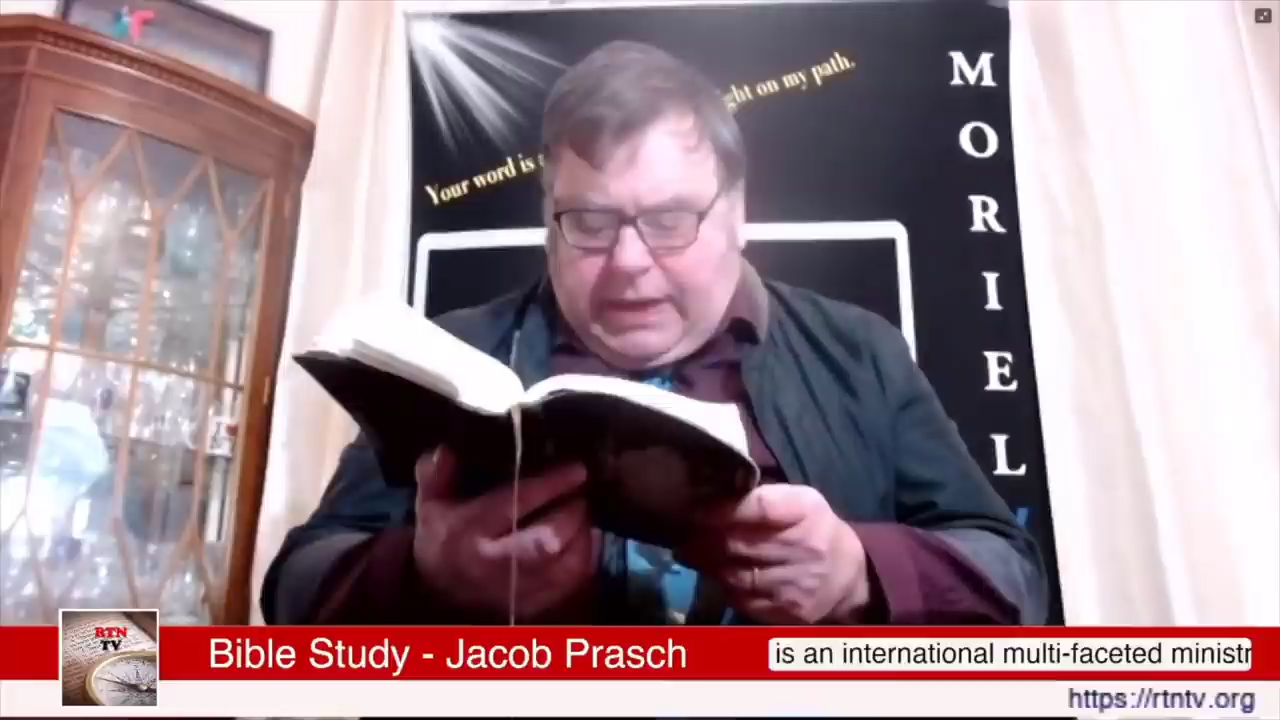 Your word is
ght on my path.
MORIEL
RTN
TV
Bible Study - Jacob Prasch
is an international multi-faceted ministr
https://rtntv.org